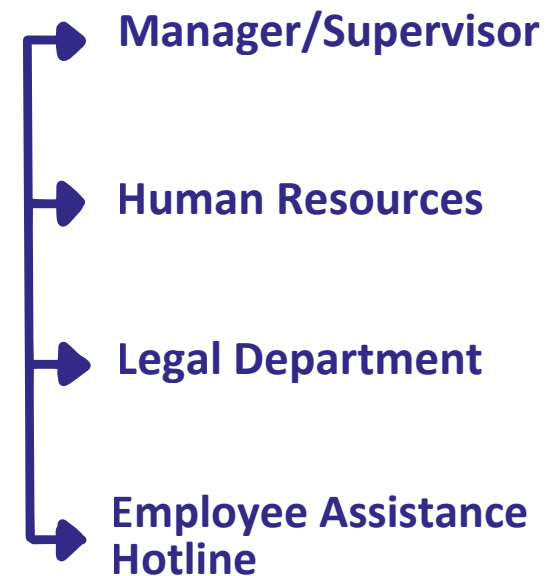 Manager/Supervisor
Human Resources
Legal Department
Employee Assistance
Hotline